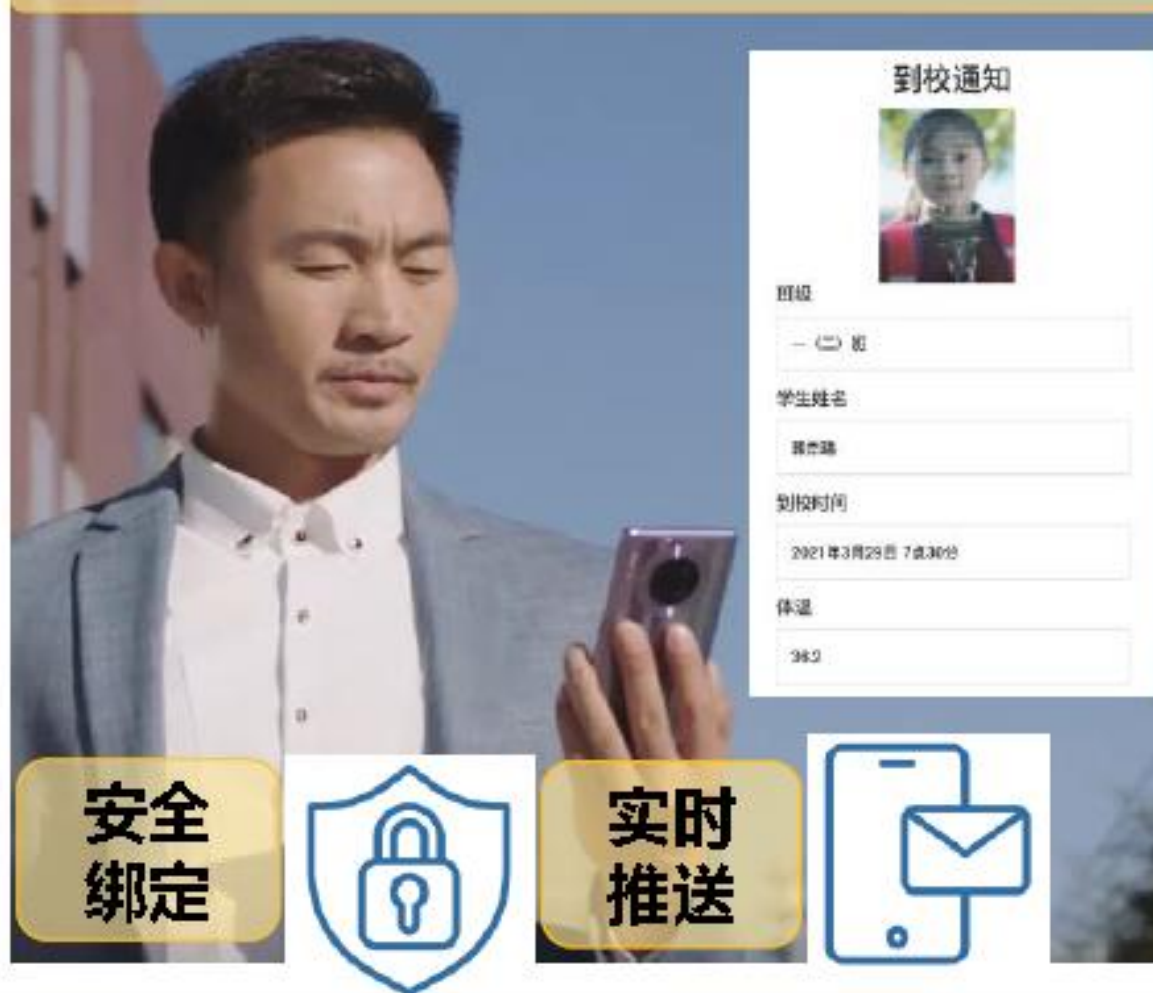 到校通知
班级
一（二）班
学生姓名
到校时间
2021年3月29日 7点30分
体温
36.2
安全
绑定
实时
推送